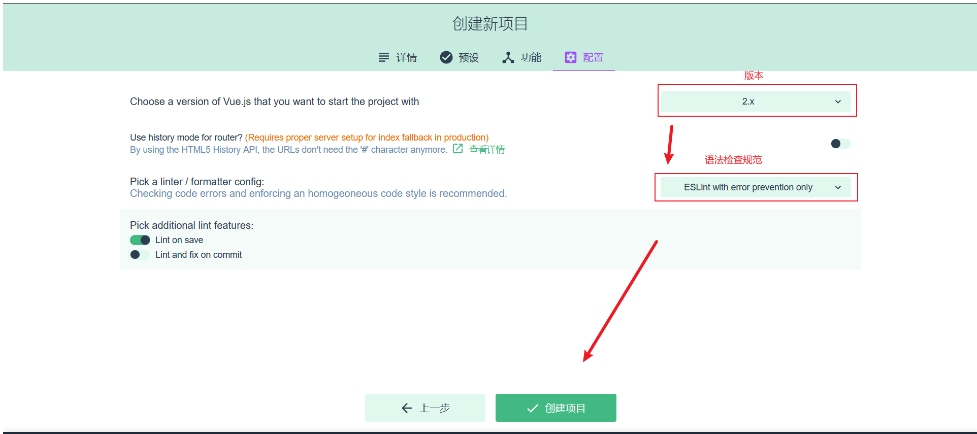 创建新项目
详情 预设 功能 配置
版本
Choose a version of Vue.js that you want to start the project with
2.x
Use history mode for router? (Requires proper server setup for index fallback in production)
By using the HTML5 History API, the URLs don't need the '#' character anymore. 查看详情
语法检查规范
Pick a linter / formatter config:
ESLint with error prevention only
Checking code errors and enforcing an homogeneous code style is recommended.
Pick additional lint features:
Lint on save
Lint and fix on commit
上一步 创建项目